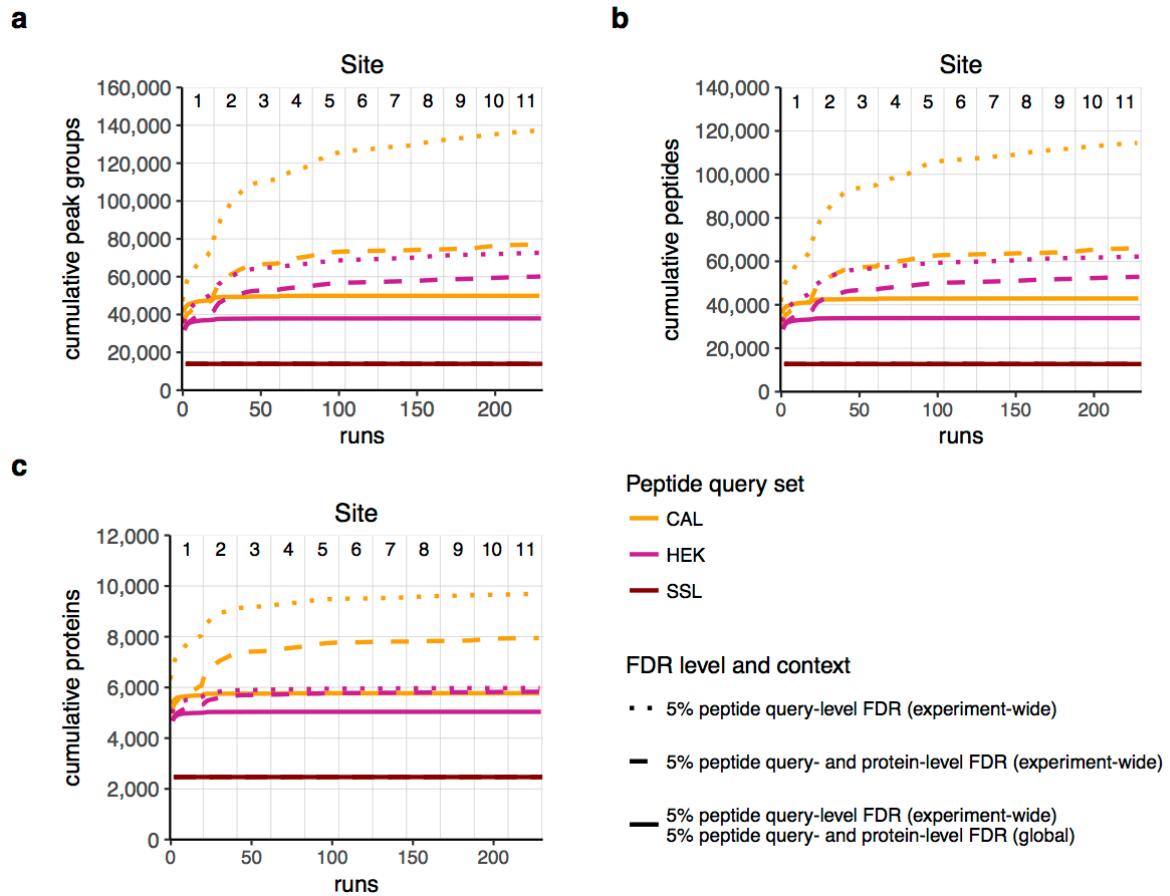 a
Site
160,000
140,000
120,000
100,000
80,000
60,000
40,000
20,000
0
1 2 3 4 5 6 7 8 9 10 11
cumulative peak groups
0 50 100 150 200
runs
b
Site
140,000
120,000
100,000
80,000
60,000
40,000
20,000
0
1 2 3 4 5 6 7 8 9 10 11
cumulative peptides
0 50 100 150 200
runs
c
Site
12,000
10,000
8,000
6,000
4,000
2,000
0
1 2 3 4 5 6 7 8 9 10 11
cumulative proteins
0 50 100 150 200
runs
Peptide query set
CAL
HEK
SSL
FDR level and context
5% peptide query-level FDR (experiment-wide)
5% peptide query- and protein-level FDR (experiment-wide)
5% peptide query-level FDR (experiment-wide)
5% peptide query- and protein-level FDR (global)